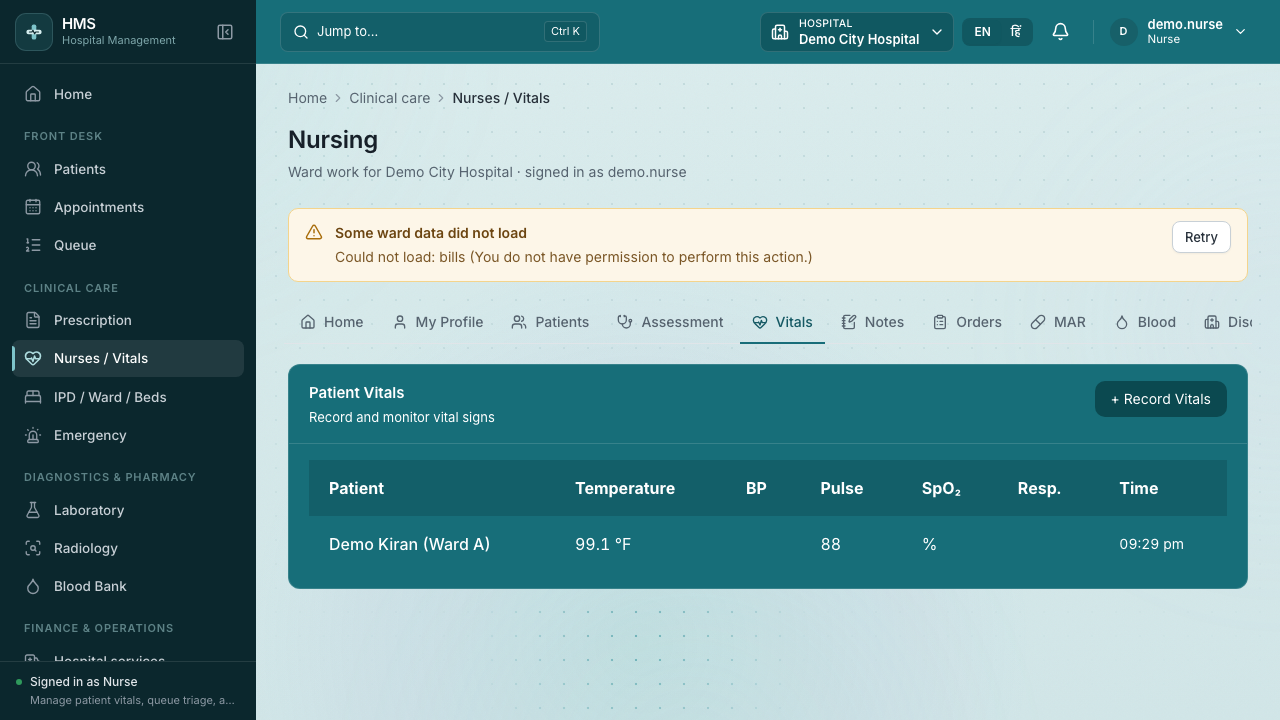 HMS
Hospital Management
Jump to...
Ctrl K
HOSPITAL
Demo City Hospital
EN
हिं
D
demo.nurse
Nurse
Home
FRONT DESK
Patients
Appointments
Queue
CLINICAL CARE
Prescription
Nurses / Vitals
IPD / Ward / Beds
Emergency
DIAGNOSTICS & PHARMACY
Laboratory
Radiology
Blood Bank
FINANCE & OPERATIONS
Hospital services
Signed in as Nurse
Manage patient vitals, queue triage, a...
Home > Clinical care > Nurses / Vitals
Nursing
Ward work for Demo City Hospital · signed in as demo.nurse
Some ward data did not load
Could not load: bills (You do not have permission to perform this action.)
Retry
Home My Profile Patients Assessment Vitals Notes Orders MAR Blood Disc
Patient Vitals
Record and monitor vital signs
+ Record Vitals
Patient Temperature BP Pulse SpO₂ Resp. Time
Demo Kiran (Ward A) 99.1 °F 88 % 09:29 pm